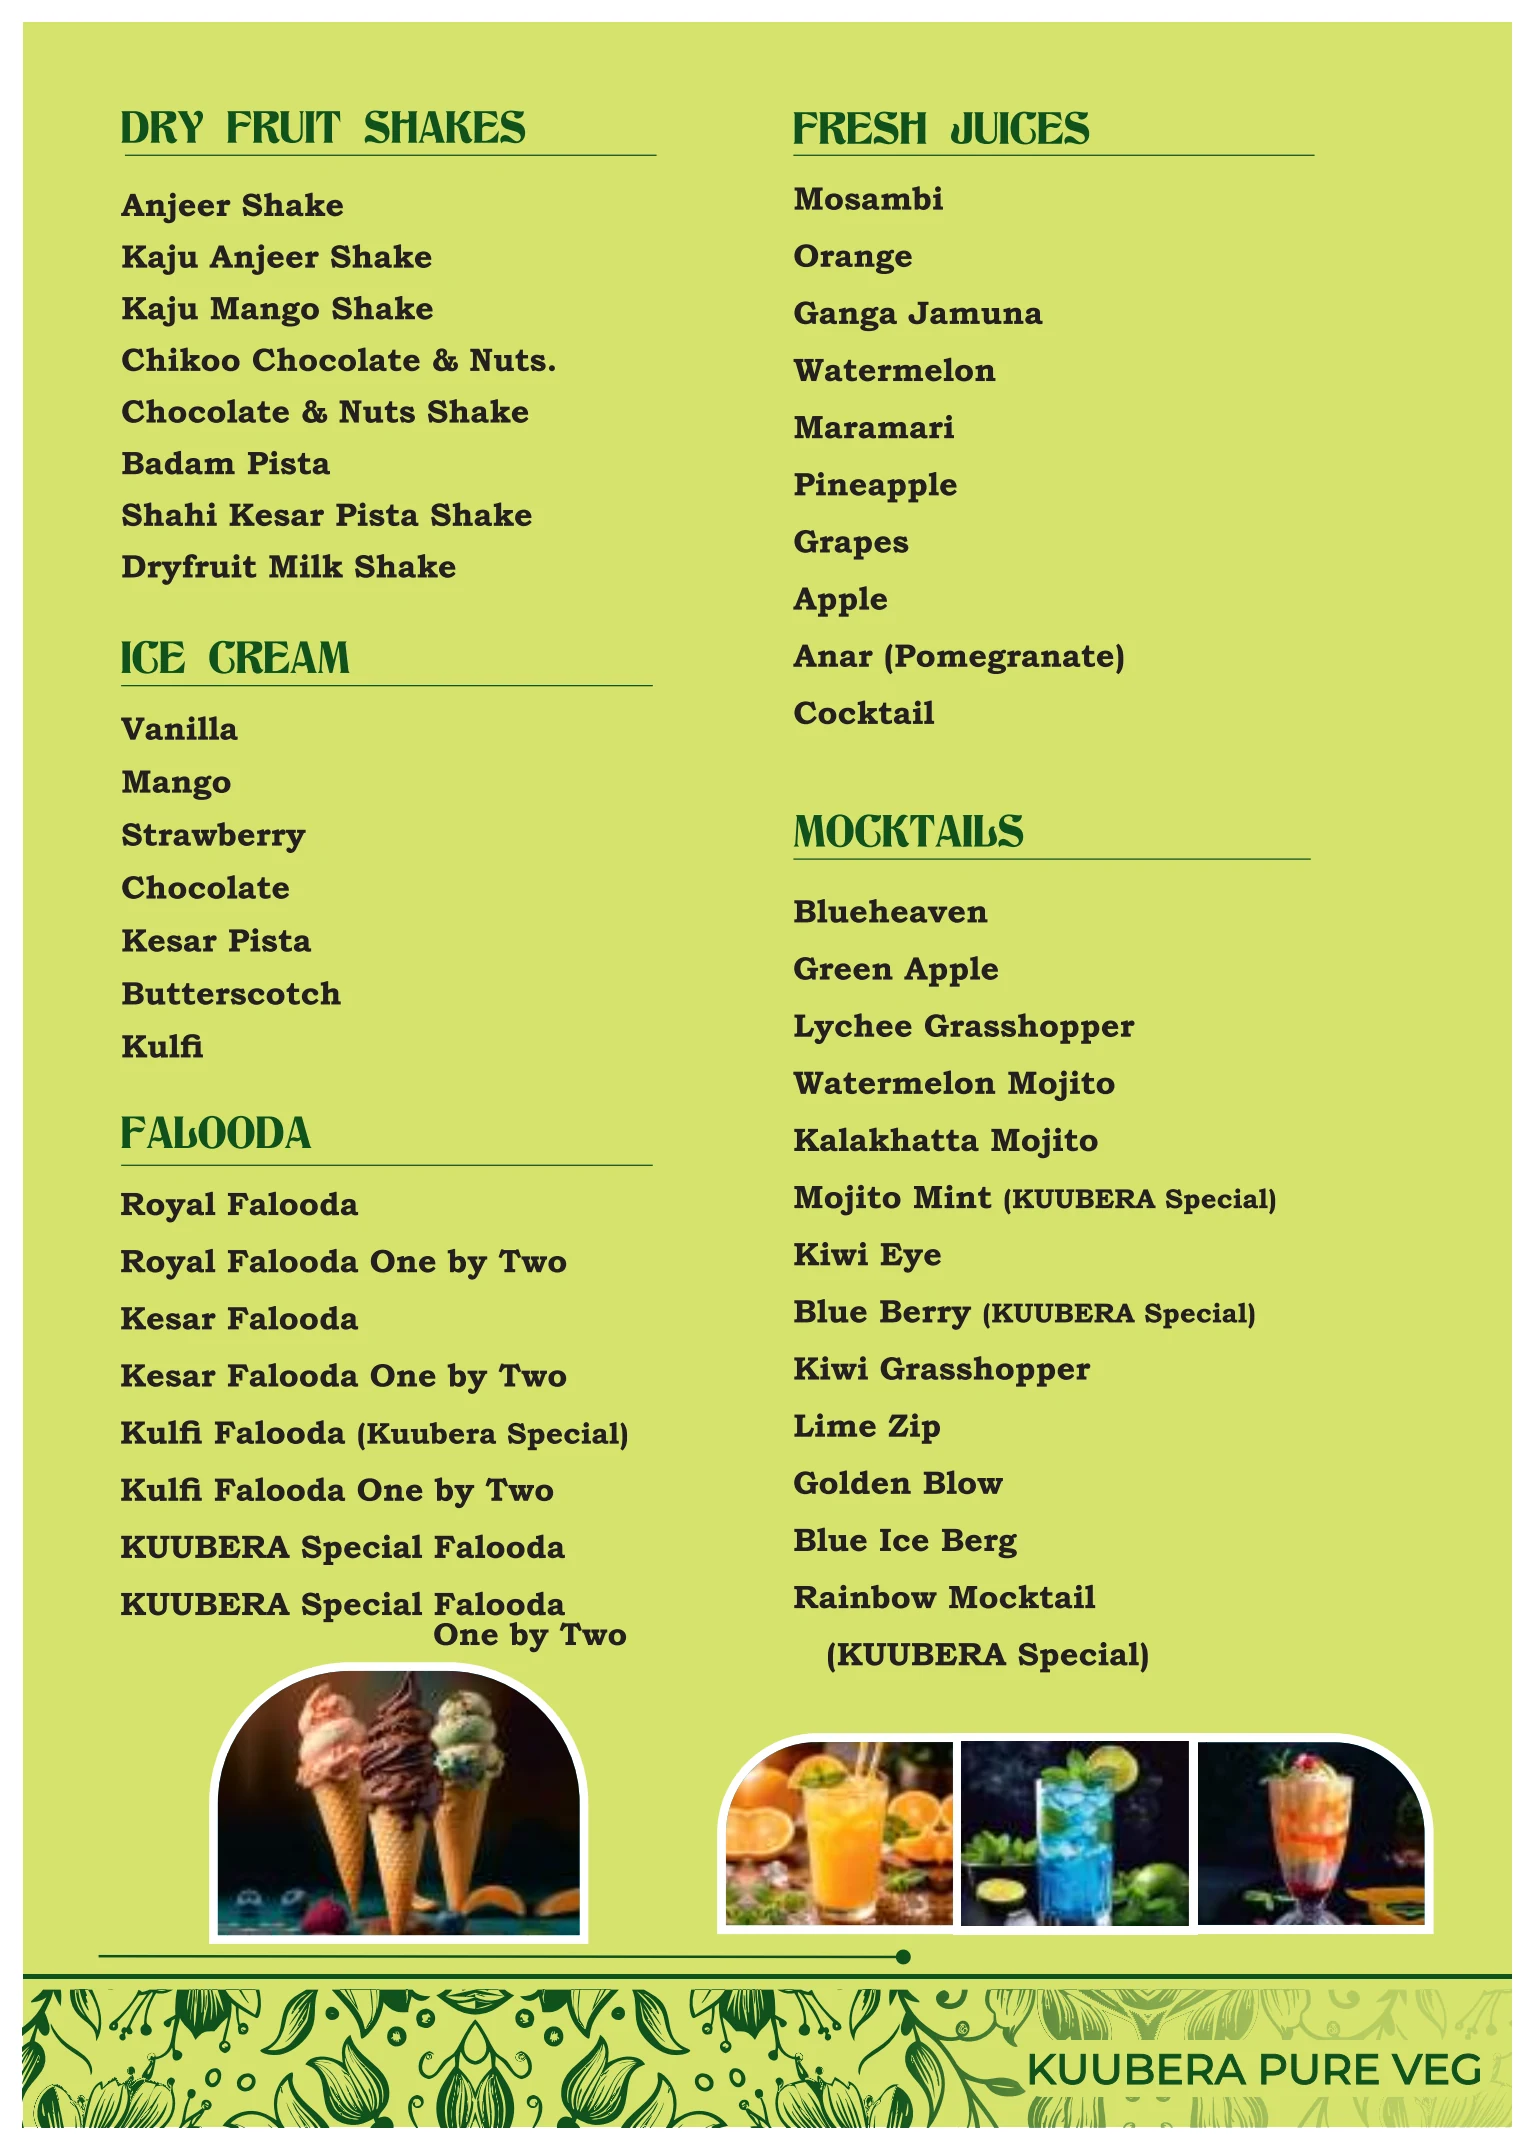 DRY FRUIT SHAKES
Anjeer Shake
Kaju Anjeer Shake
Kaju Mango Shake
Chikoo Chocolate & Nuts.
Chocolate & Nuts Shake
Badam Pista
Shahi Kesar Pista Shake
Dryfruit Milk Shake
ICE CREAM
Vanilla
Mango
Strawberry
Chocolate
Kesar Pista
Butterscotch
Kulfi
FALOODA
Royal Falooda
Royal Falooda One by Two
Kesar Falooda
Kesar Falooda One by Two
Kulfi Falooda (Kuubera Special)
Kulfi Falooda One by Two
KUUBERA Special Falooda
KUUBERA Special Falooda
One by Two
FRESH JUICES
Mosambi
Orange
Ganga Jamuna
Watermelon
Maramari
Pineapple
Grapes
Apple
Anar (Pomegranate)
Cocktail
MOCKTAILS
Blueheaven
Green Apple
Lychee Grasshopper
Watermelon Mojito
Kalakhatta Mojito
Mojito Mint (KUUBERA Special)
Kiwi Eye
Blue Berry (KUUBERA Special)
Kiwi Grasshopper
Lime Zip
Golden Blow
Blue Ice Berg
Rainbow Mocktail
(KUUBERA Special)
KUUBERA PURE VEG